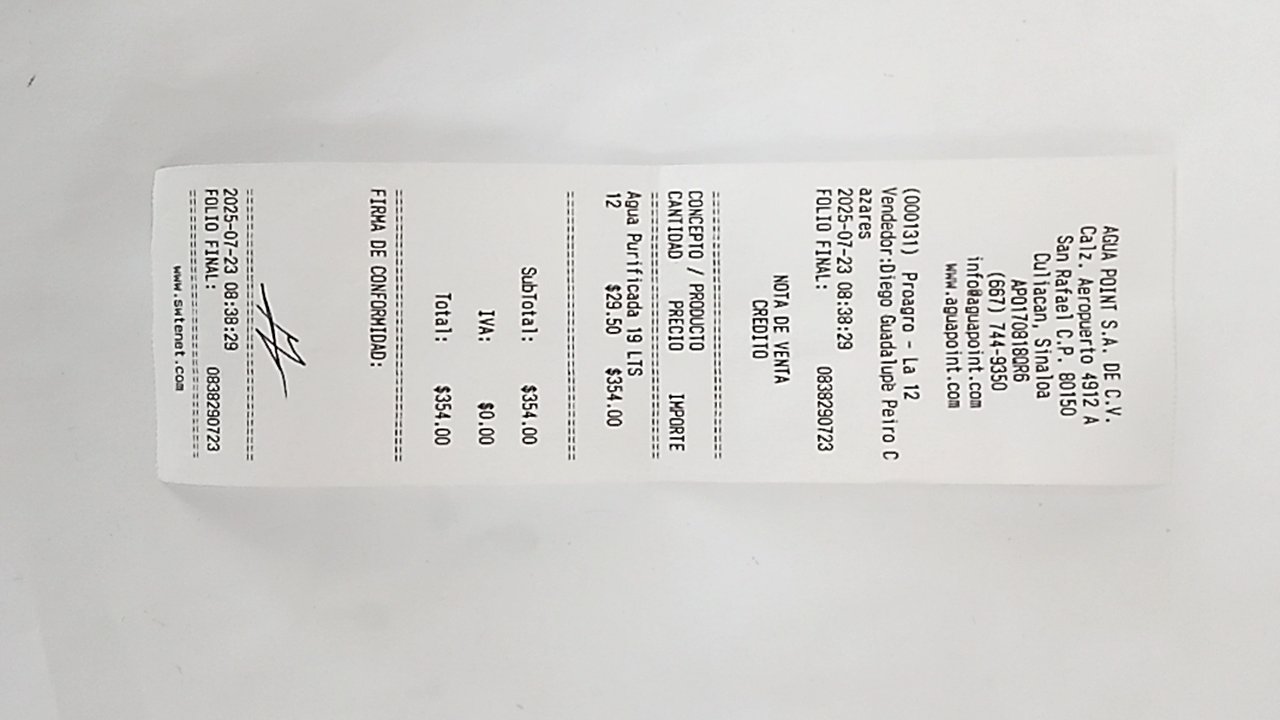 AGUA POINT S.A. DE C.V.
Calz. Aeropuerto 4912 A
San Rafael C.P. 80150
Culiacan, Sinaloa
APO170818QR6
(667) 744-9350
info@aguapoint.com
www.aguapoint.com
(000131) Proagro - La 12
Vendedor:Diego Guadalupe Peiro C
azares
2025-07-23 08:38:29
FOLIO FINAL: 0838290723
NOTA DE VENTA
CREDITO
================================
CONCEPTO / PRODUCTO
CANTIDAD PRECIO IMPORTE
================================
Agua Purificada 19 LTS
12 $29.50 $354.00
================================
SubTotal: $354.00
IVA: $0.00
Total: $354.00
================================
FIRMA DE CONFORMIDAD:
================================
2025-07-23 08:38:29
FOLIO FINAL: 0838290723
================================
www.swtenet.com